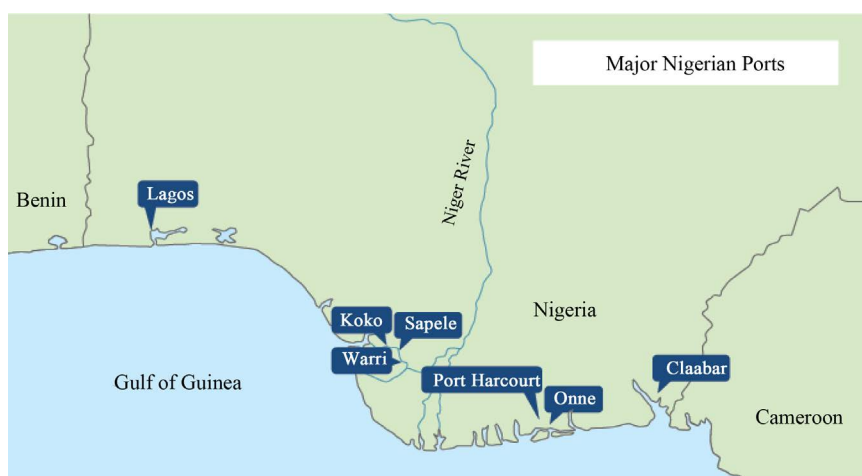 Major Nigerian Ports
Lagos
Benin
Niger River
Koko
Sapele
Nigeria
Warri
Gulf of Guinea
Port Harcourt
Onne
Claabar
Cameroon